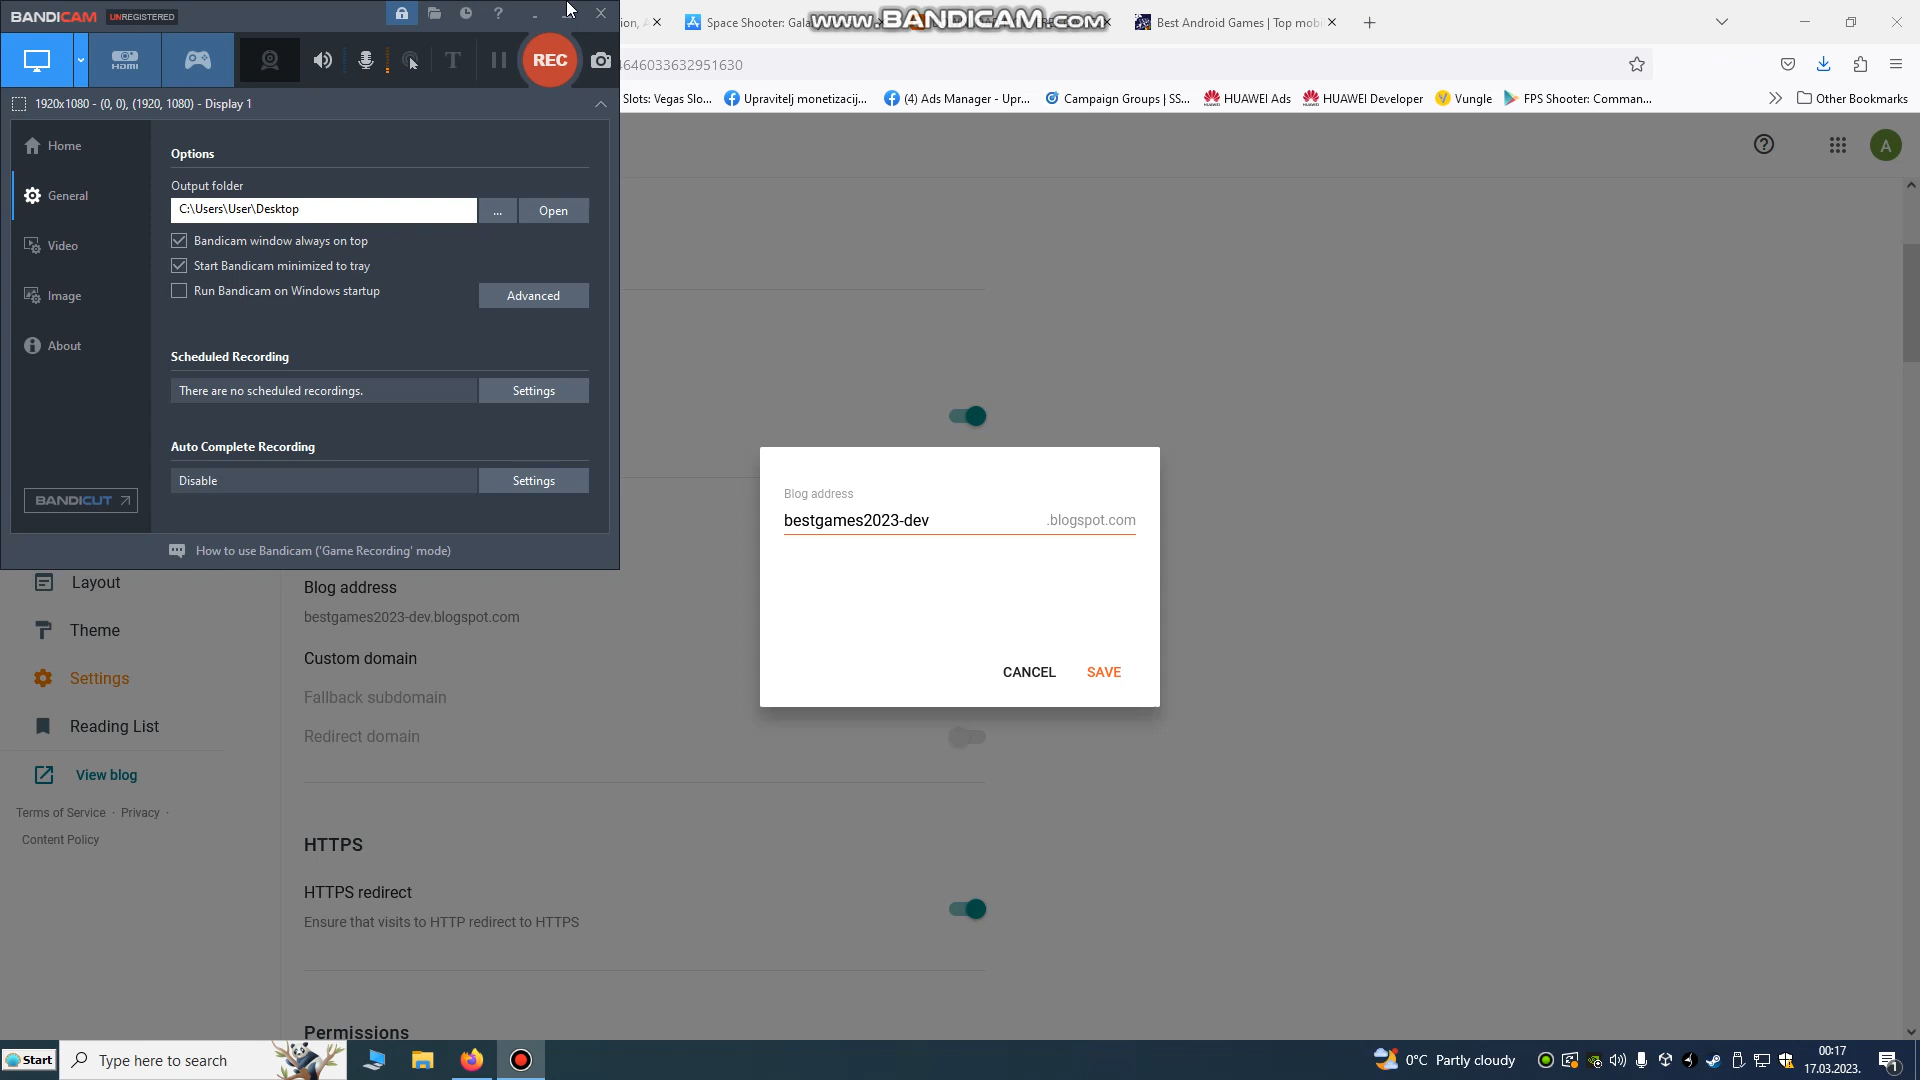 BANDICAM UNREGISTERED
?
HDMI
T
REC
1920x1080 - (0, 0), (1920, 1080) - Display 1
Home
General
Video
Image
About
BANDICUT
Options
Output folder
C:\Users\User\Desktop
...
Open
Bandicam window always on top
Start Bandicam minimized to tray
Run Bandicam on Windows startup
Advanced
Scheduled Recording
There are no scheduled recordings.
Settings
Auto Complete Recording
Disable
Settings
How to use Bandicam ('Game Recording' mode)
ion, A
Space Shooter: Gala
www.BANDICAM.com
Best Android Games | Top mobi
4646033632951630
Slots: Vegas Slo...
Upravitelj monetizacij...
(4) Ads Manager - Upr...
Campaign Groups | SS...
HUAWEI Ads
HUAWEI Developer
Vungle
FPS Shooter: Comman...
Other Bookmarks
A
Blog address
bestgames2023-dev .blogspot.com
CANCEL
SAVE
Layout
Theme
Settings
Reading List
View blog
Terms of Service · Privacy ·
Content Policy
Blog address
bestgames2023-dev.blogspot.com
Custom domain
Fallback subdomain
Redirect domain
HTTPS
HTTPS redirect
Ensure that visits to HTTP redirect to HTTPS
Permissions
Start
Type here to search
0°C Partly cloudy
00:17
17.03.2023.
1